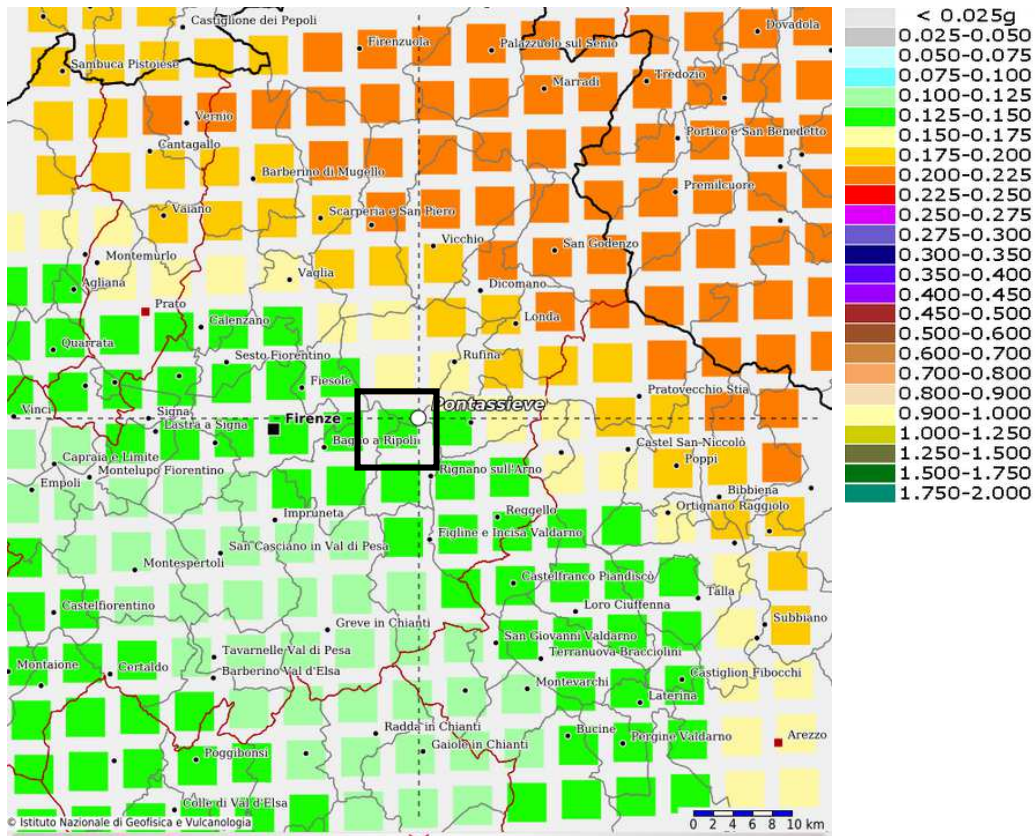 Castiglione dei Pepoli
Dovadola
Firenzuola
Palazzuolo sul Senio
Sambuca Pistoiese
Marradi
Tredozio
Vernio
Portico e San Benedetto
Cantagallo
Barberino di Mugello
Premilcuore
Vaiano
Scarperia e San Piero
Vicchio
San Godenzo
Montemurlo
Vaglia
Agliana
Dicomano
Prato
Calenzano
Londa
Quarrata
Sesto Fiorentino
Rufina
Fiesole
Pratovecchio Stia
Vinci
Signa
Firenze
Pontassieve
Lastra a Signa
Bagno a Ripoli
Castel San Niccolò
Capraia e Limite
Poppi
Montelupo Fiorentino
Rignano sull'Arno
Empoli
Bibbiena
Impruneta
Reggello
Ortignano Raggiolo
San Casciano in Val di Pesa
Figline e Incisa Valdarno
Montespertoli
Castelfranco Piandiscò
Talla
Castelfiorentino
Loro Ciuffenna
Subbiano
Greve in Chianti
San Giovanni Valdarno
Tavarnelle Val di Pesa
Terranuova Bracciolini
Montaione
Certaldo
Barberino Val d'Elsa
Castiglion Fibocchi
Montevarchi
Laterina
Radda in Chianti
Bucine
Arezzo
Poggibonsi
Gaiole in Chianti
Pergine Valdarno
Colle di Val d'Elsa
© Istituto Nazionale di Geofisica e Vulcanologia
0 2 4 6 8 10 km
< 0.025g
0.025-0.050
0.050-0.075
0.075-0.100
0.100-0.125
0.125-0.150
0.150-0.175
0.175-0.200
0.200-0.225
0.225-0.250
0.250-0.275
0.275-0.300
0.300-0.350
0.350-0.400
0.400-0.450
0.450-0.500
0.500-0.600
0.600-0.700
0.700-0.800
0.800-0.900
0.900-1.000
1.000-1.250
1.250-1.500
1.500-1.750
1.750-2.000